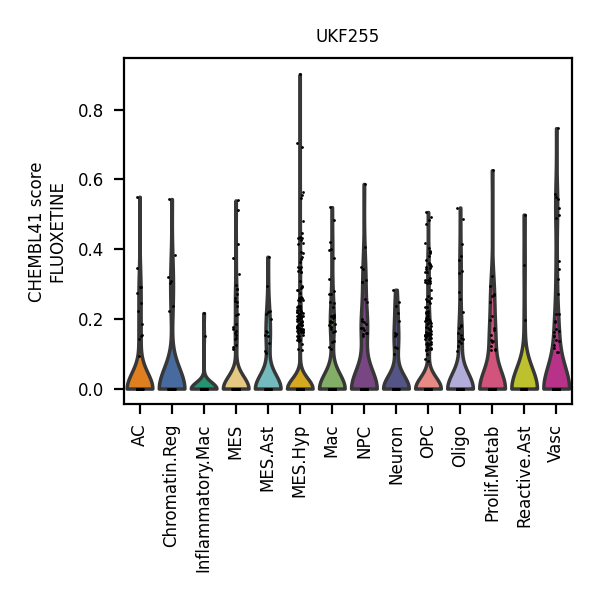 UKF255
CHEMBL41 score
FLUOXETINE
0.8
0.6
0.4
0.2
0.0
AC
Chromatin.Reg
Inflammatory.Mac
MES
MES.Ast
MES.Hyp
Mac
NPC
Neuron
OPC
Oligo
Prolif.Metab
Reactive.Ast
Vasc